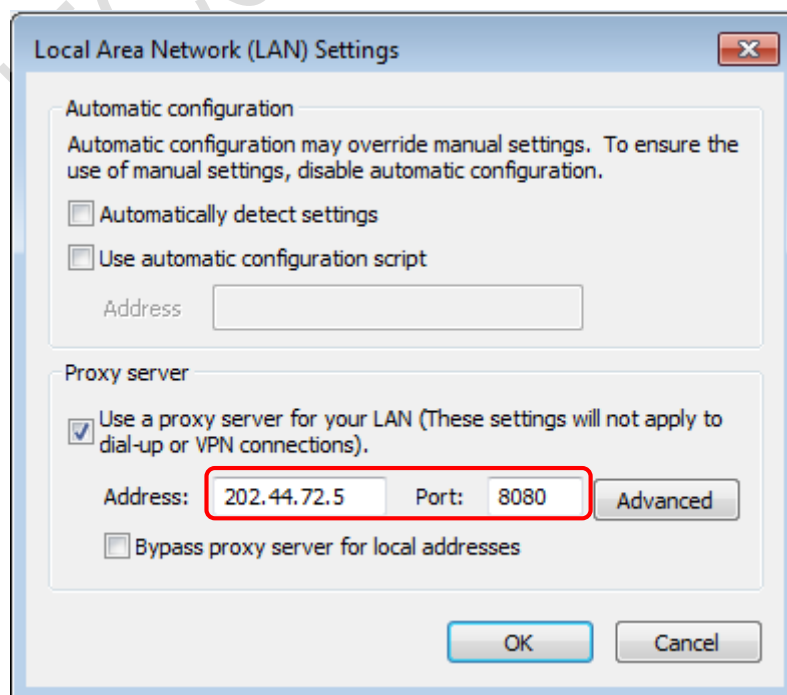 Local Area Network (LAN) Settings
Automatic configuration
Automatic configuration may override manual settings. To ensure the
use of manual settings, disable automatic configuration.
Automatically detect settings
Use automatic configuration script
Address
Proxy server
Use a proxy server for your LAN (These settings will not apply to
dial-up or VPN connections).
Address: 202.44.72.5 Port: 8080 Advanced
Bypass proxy server for local addresses
OK Cancel